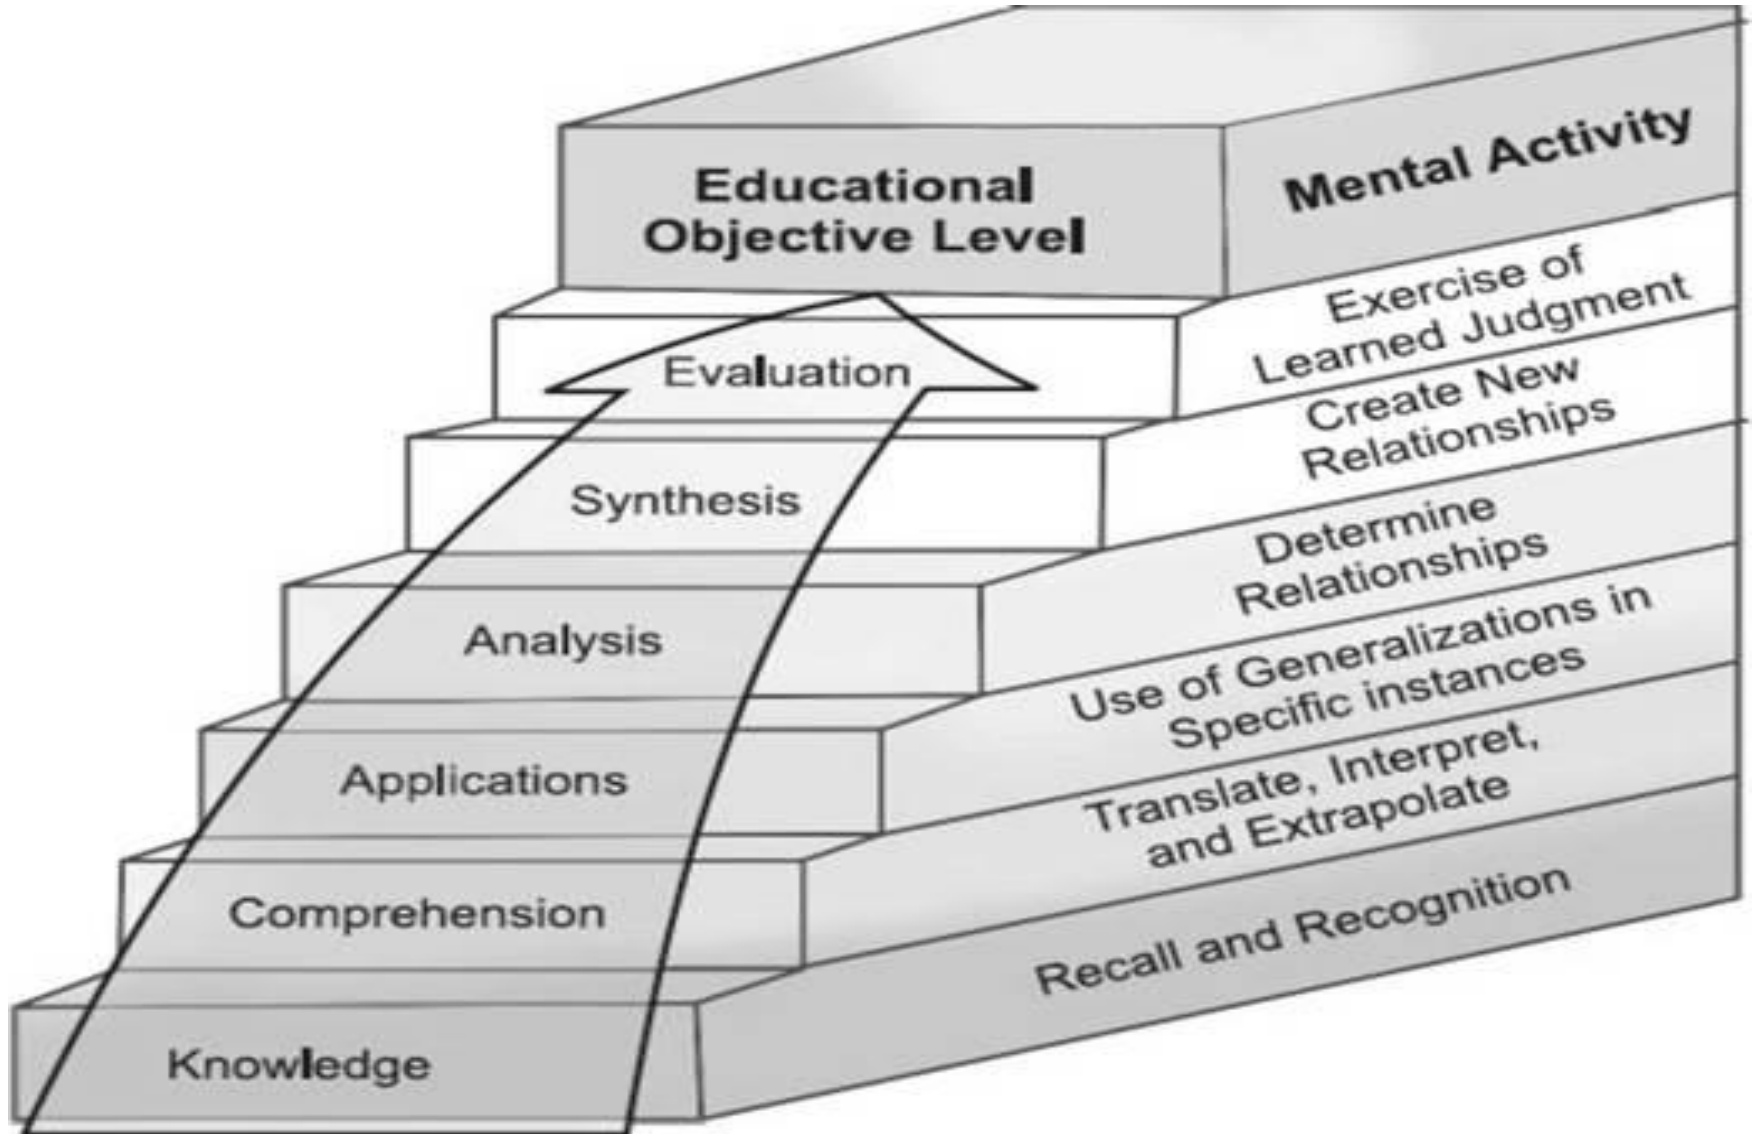 Educational
Objective Level
Mental Activity
Evaluation
Exercise of
Learned Judgment
Synthesis
Create New
Relationships
Analysis
Determine
Relationships
Applications
Use of Generalizations in
Specific instances
Comprehension
Translate, Interpret,
and Extrapolate
Knowledge
Recall and Recognition